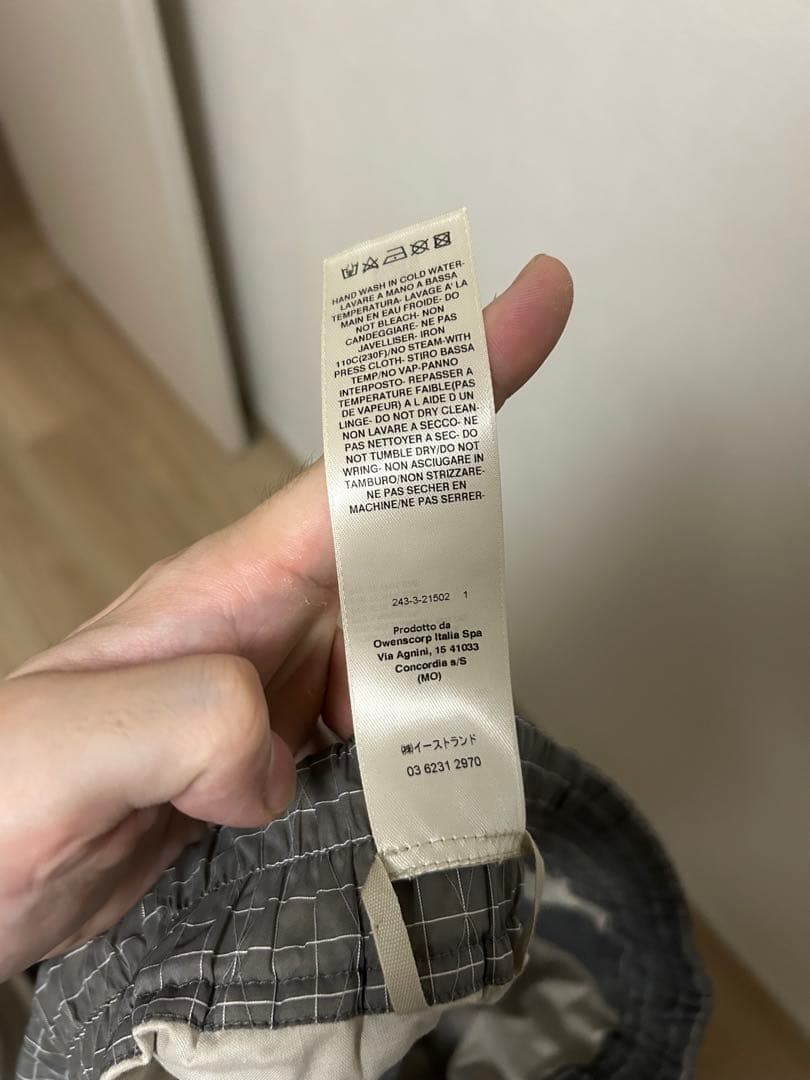 HAND WASH IN COLD WATER-
LAVARE A MANO A BASSA
TEMPERATURA- LAVAGE A' LA
MAIN EN EAU FROIDE- DO
NOT BLEACH- NON
CANDEGGIARE- NE PAS
JAVELLISER- IRON
110C(230F)/NO STEAM-WITH
PRESS CLOTH- STIRO BASSA
TEMP/NO VAP-PANNO
INTERPOSTO- REPASSER A
TEMPERATURE FAIBLE(PAS
DE VAPEUR) A L AIDE D UN
LINGE- DO NOT DRY CLEAN-
NON LAVARE A SECCO- NE
PAS NETTOYER A SEC- DO
NOT TUMBLE DRY/DO NOT
WRING- NON ASCIUGARE IN
TAMBURO/NON STRIZZARE-
NE PAS SECHER EN
MACHINE/NE PAS SERRER-
243-3-21502 1
Prodotto da
Owenscorp Italia Spa
Via Agnini, 15 41033
Concordia s/S
(MO)
㈱イーストランド
03 6231 2970